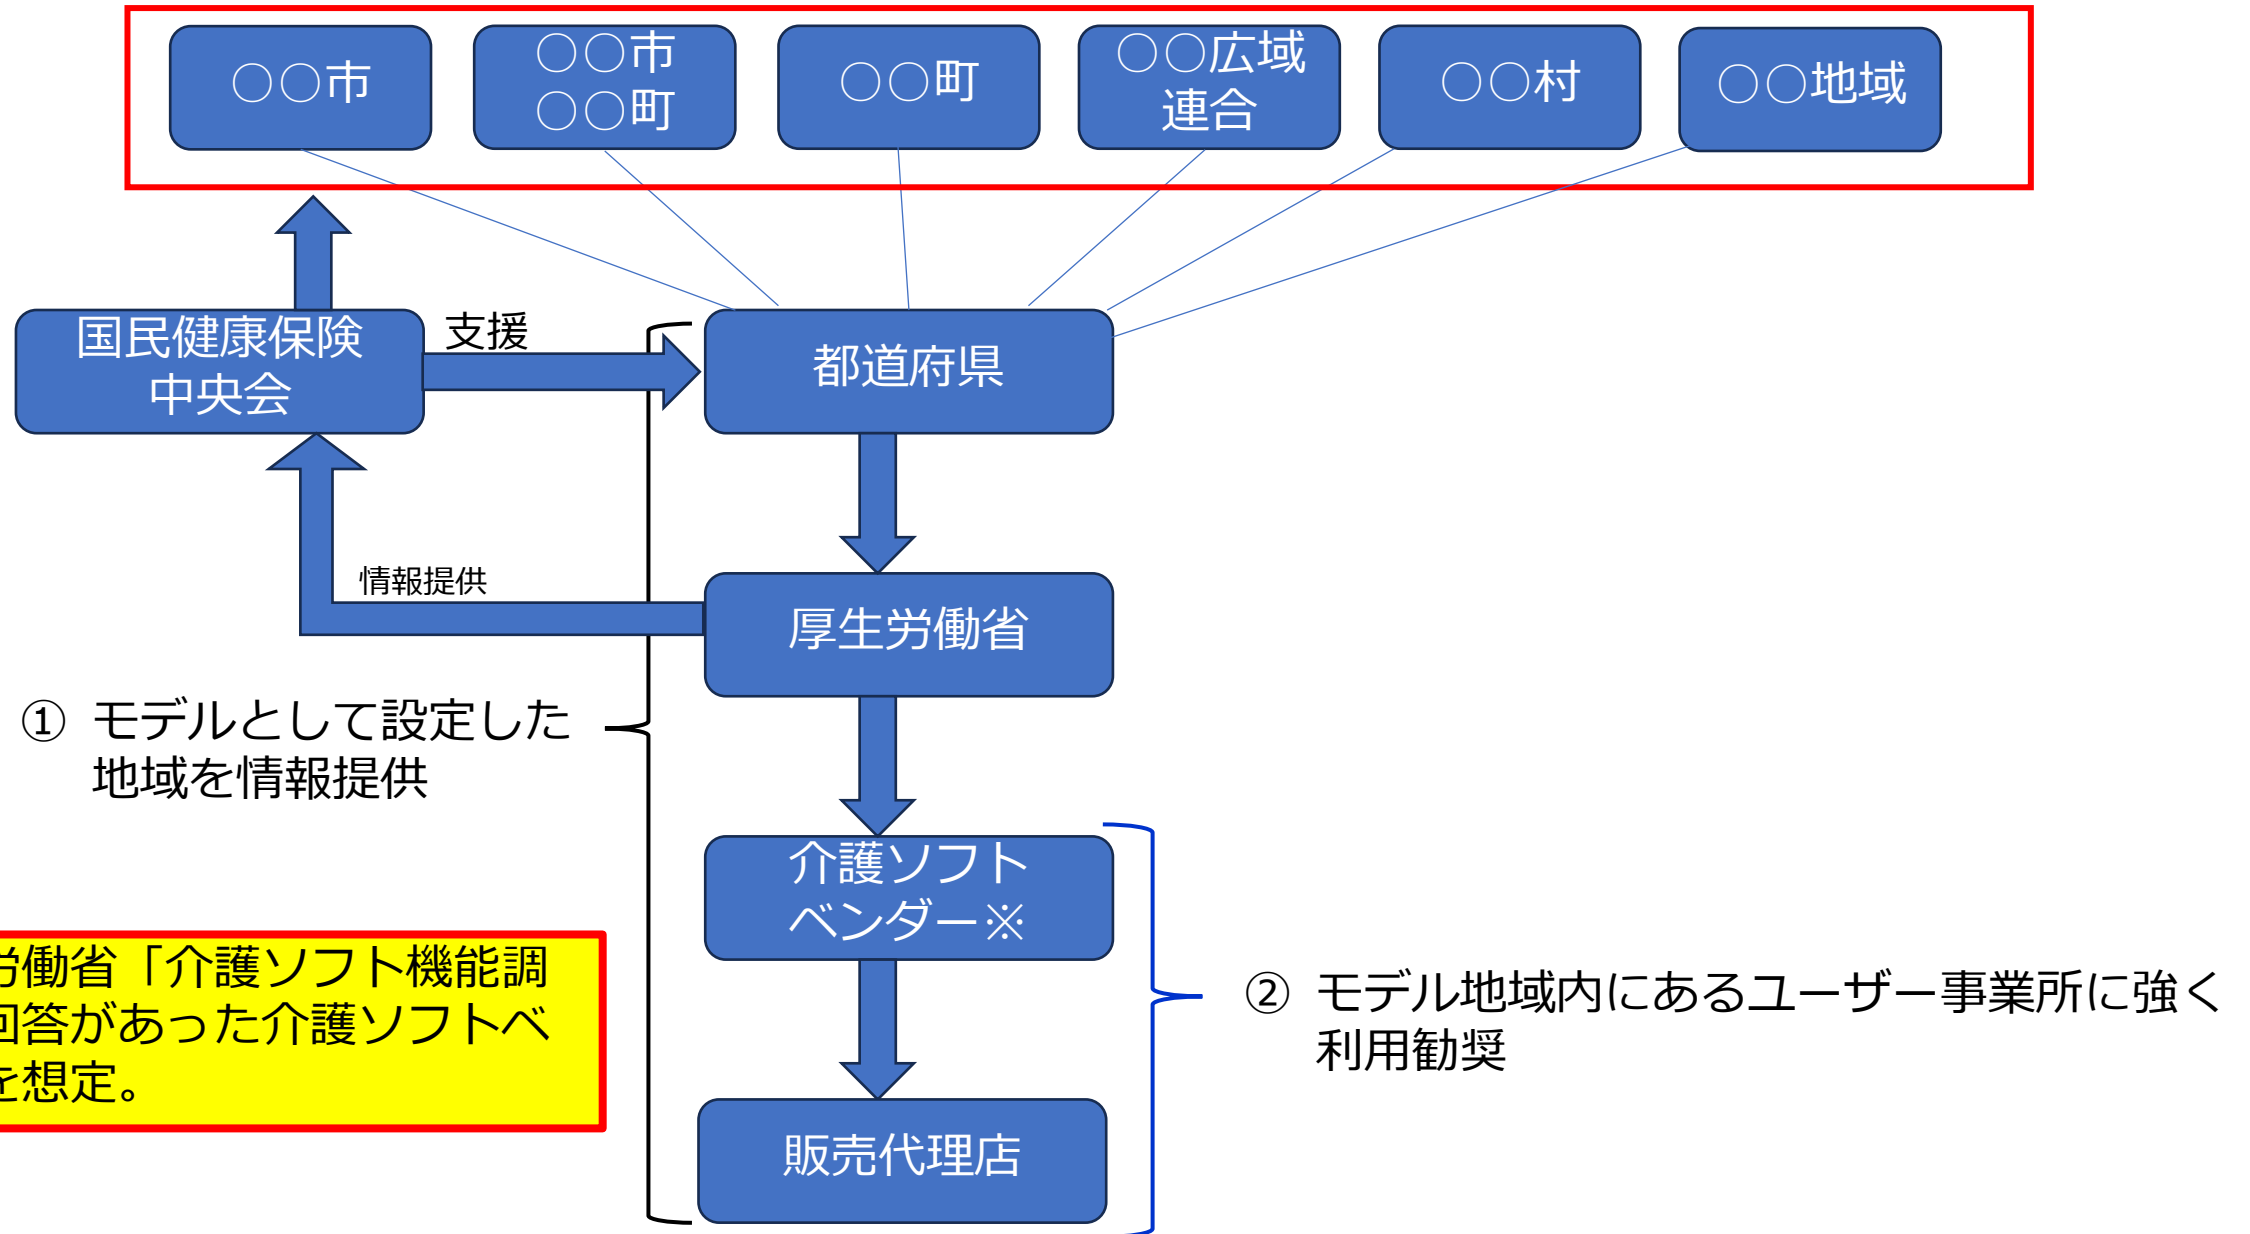 ○○市
○○市
○○町
○○町
○○広域
連合
○○村
○○地域
国民健康保険
中央会
支援
都道府県
情報提供
厚生労働省
① モデルとして設定した
地域を情報提供
介護ソフト
ベンダー※
労働省「介護ソフト機能調
回答があった介護ソフトベ
を想定。
② モデル地域内にあるユーザー事業所に強く
利用勧奨
販売代理店